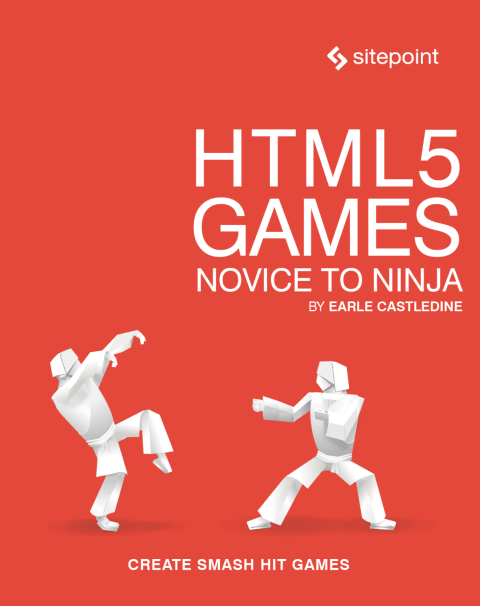 sitepoint
HTML5
GAMES
NOVICE TO NINJA
BY EARLE CASTLEDINE
CREATE SMASH HIT GAMES